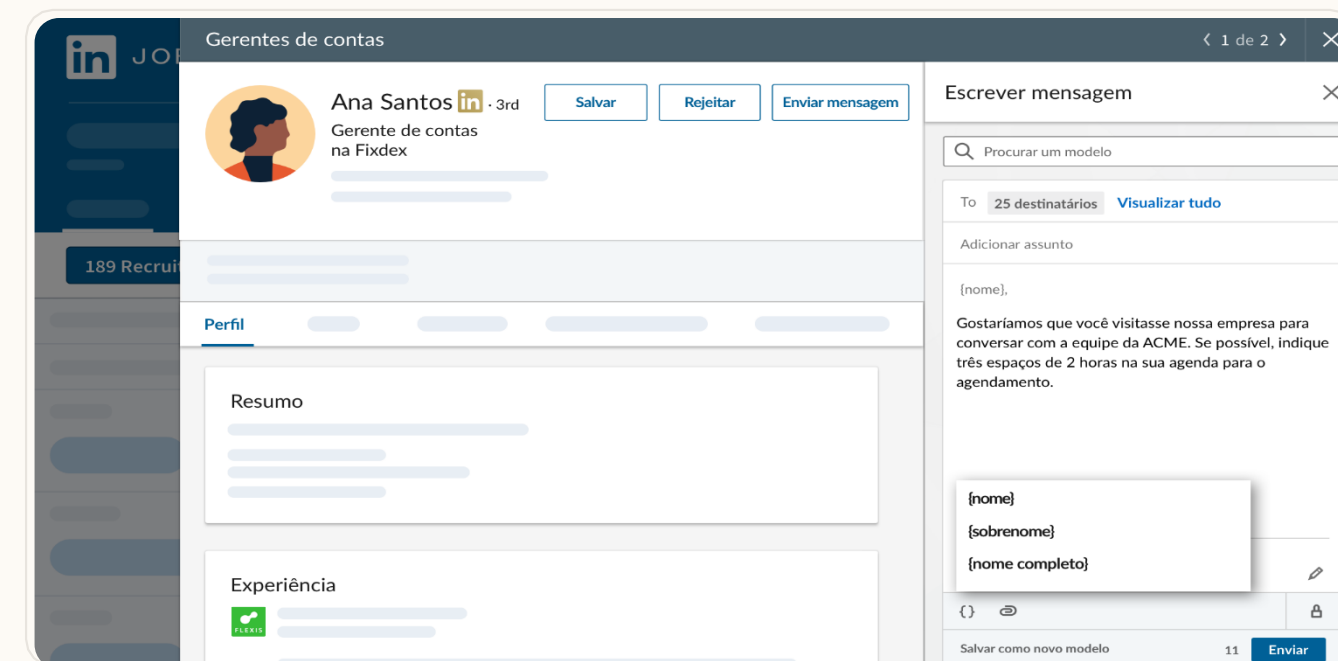 in JO
Gerentes de contas
1 de 2
Ana Santos in · 3rd
Gerente de contas
na Fixdex
Salvar
Rejeitar
Enviar mensagem
189 Recruit
Perfil
Resumo
Experiência
FLEXIS
Escrever mensagem
Procurar um modelo
To 25 destinatários Visualizar tudo
Adicionar assunto
{nome},
Gostaríamos que você visitasse nossa empresa para
conversar com a equipe da ACME. Se possível, indique
três espaços de 2 horas na sua agenda para o
agendamento.
{nome}
{sobrenome}
{nome completo}
{}
Salvar como novo modelo 11 Enviar